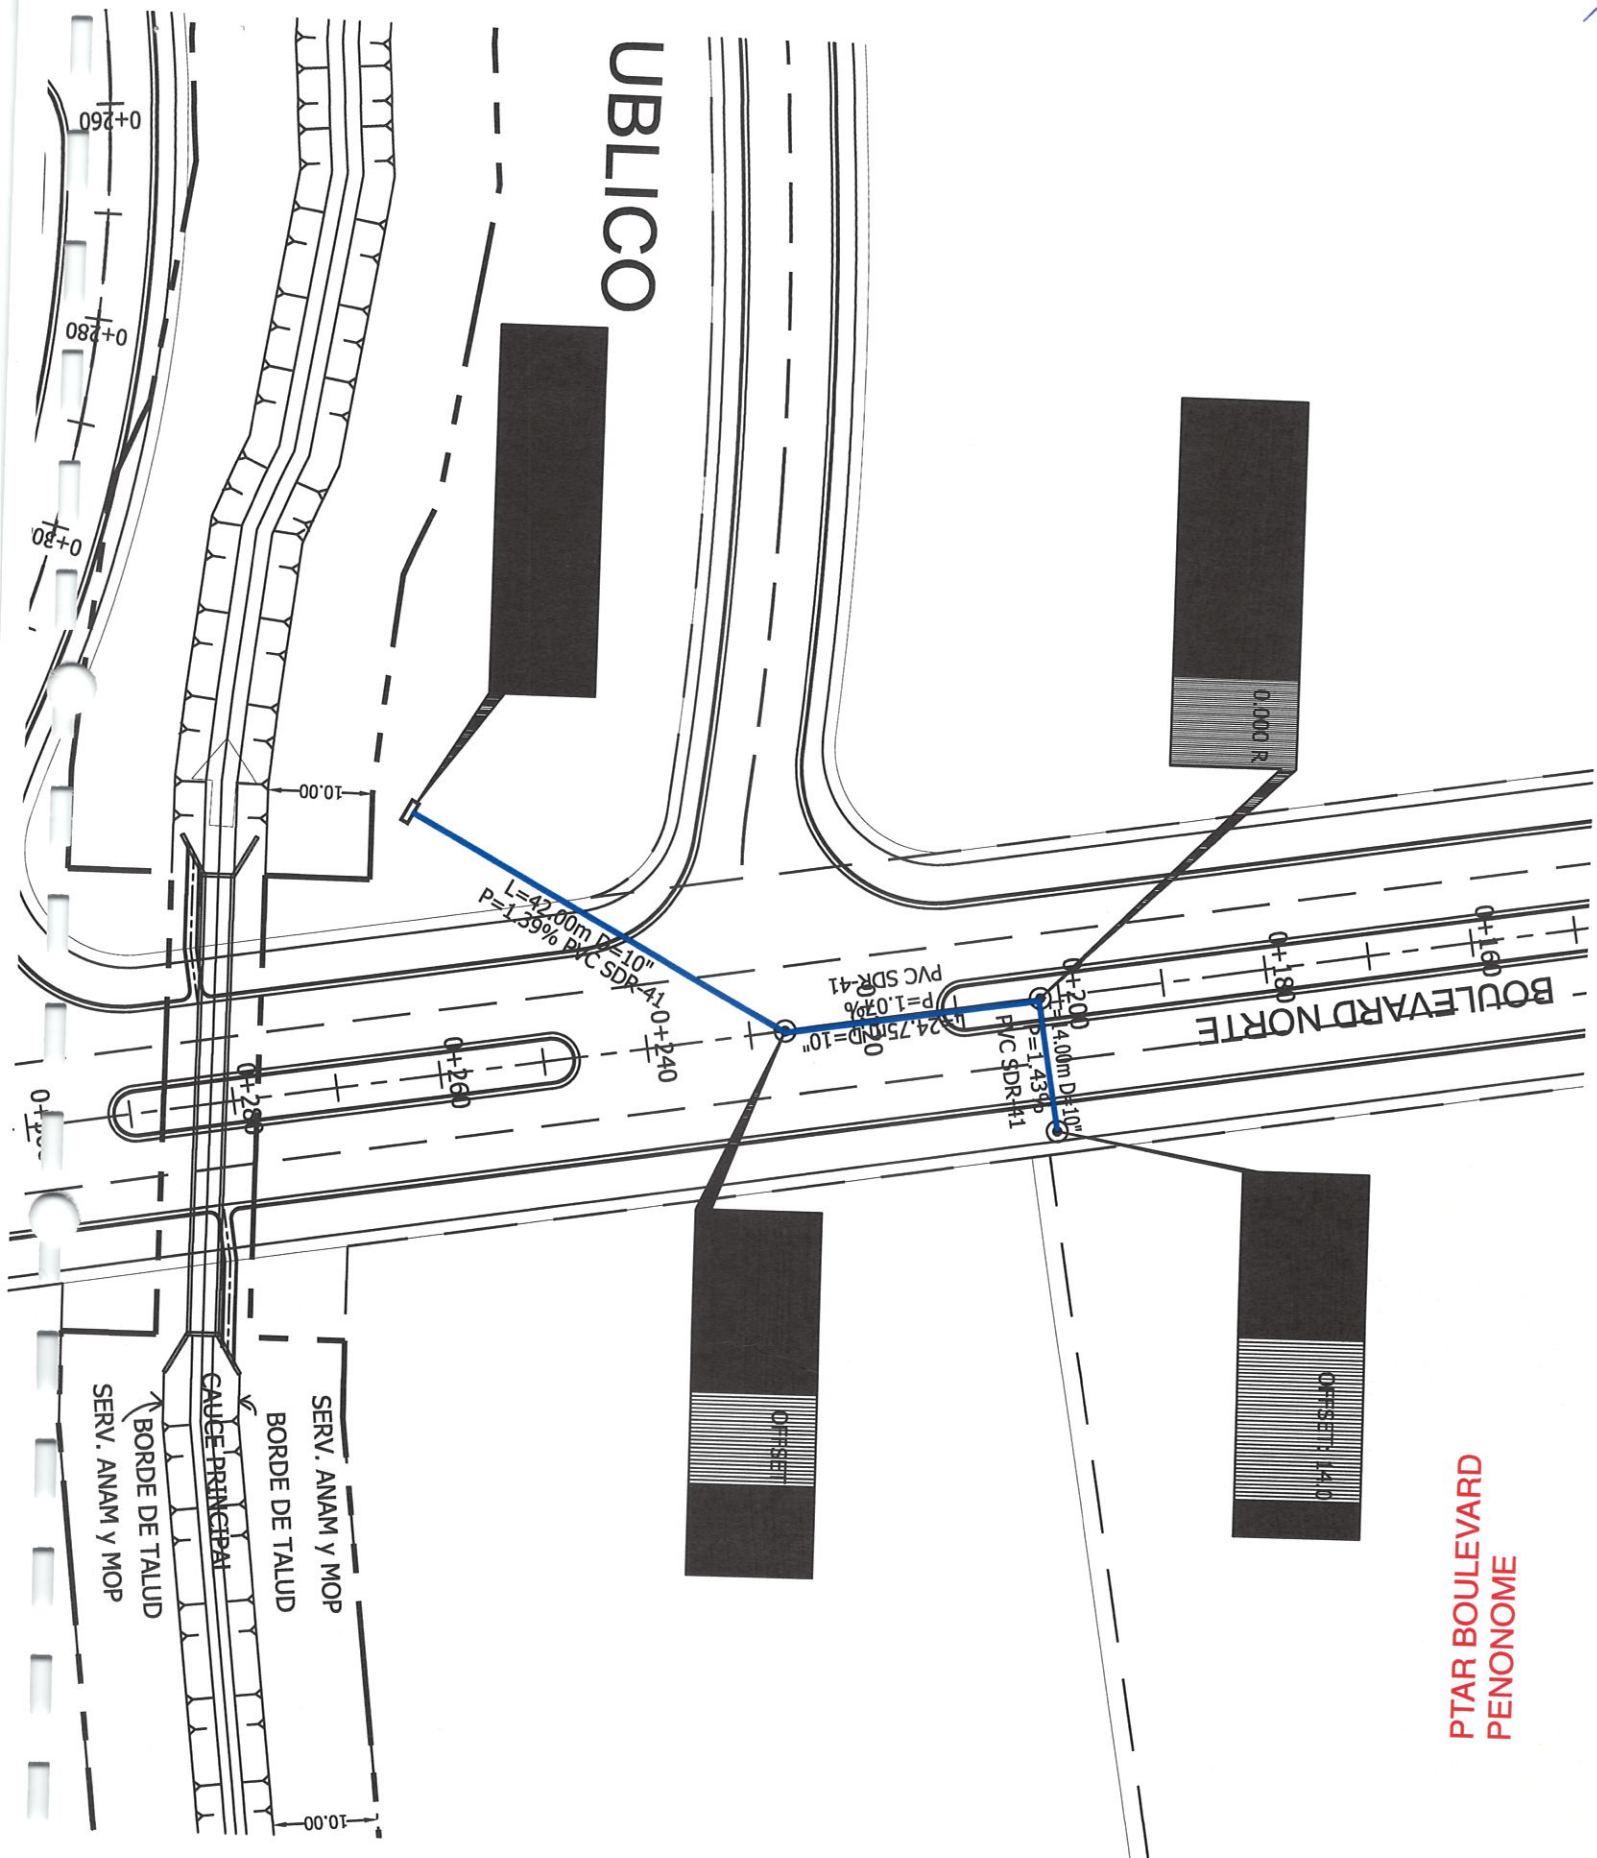 0+260
0+280
0+30
UBLICO
10.00
0.000 R
L=42.00m D=10"
P=1.39% PVC SDR-41
PVC SDR-41
P=1.07%
24.75m D=10"
14.00m D=10"
P=1,43%
PVC SDR-41
0+160
0+180
0+200
0+240
0+260
0+280
BOULEVARD NORTE
OFFSET
OFFSET: 14.0
SERV. ANAM y MOP
BORDE DE TALUD
CAUCE PRINCIPAL
BORDE DE TALUD
SERV. ANAM y MOP
10.00
PTAR BOULEVARD
PENONOME